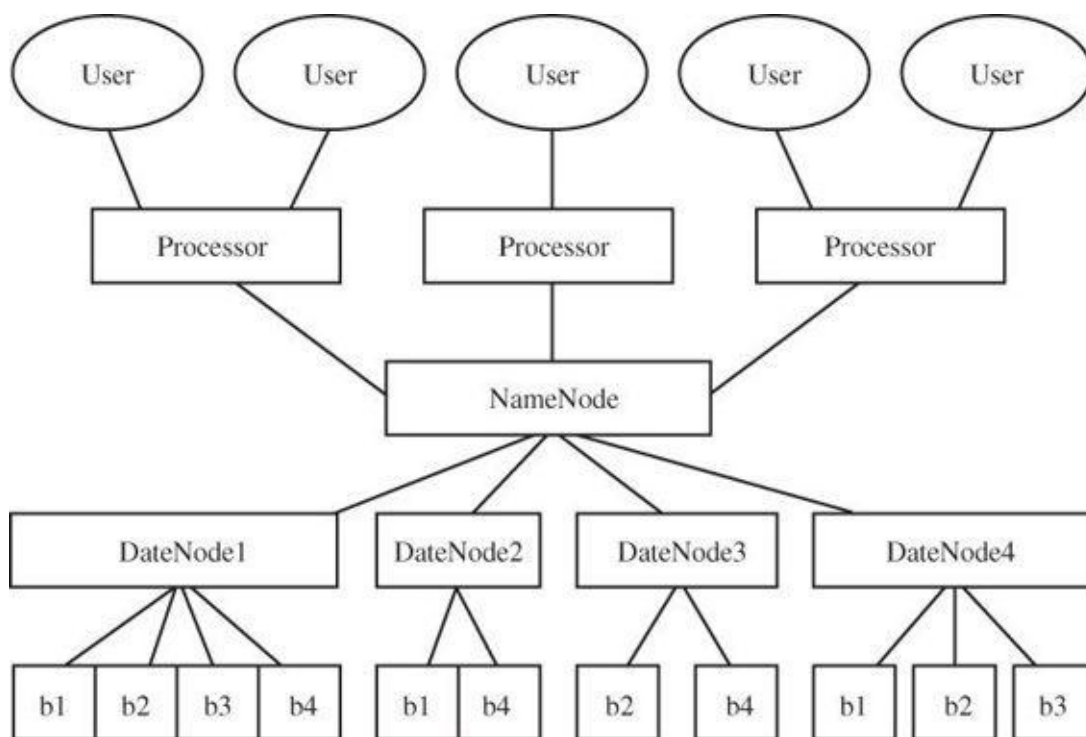 User
User
User
User
User
Processor
Processor
Processor
NameNode
DateNode1
DateNode2
DateNode3
DateNode4
b1
b2
b3
b4
b1
b4
b2
b4
b1
b2
b3